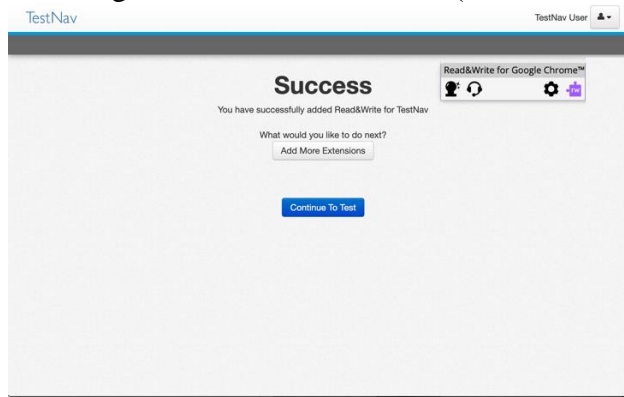 TestNav
TestNav User
Read&Write for Google Chrome™
rw
Success
You have successfully added Read&Write for TestNav
What would you like to do next?
Add More Extensions
Continue To Test